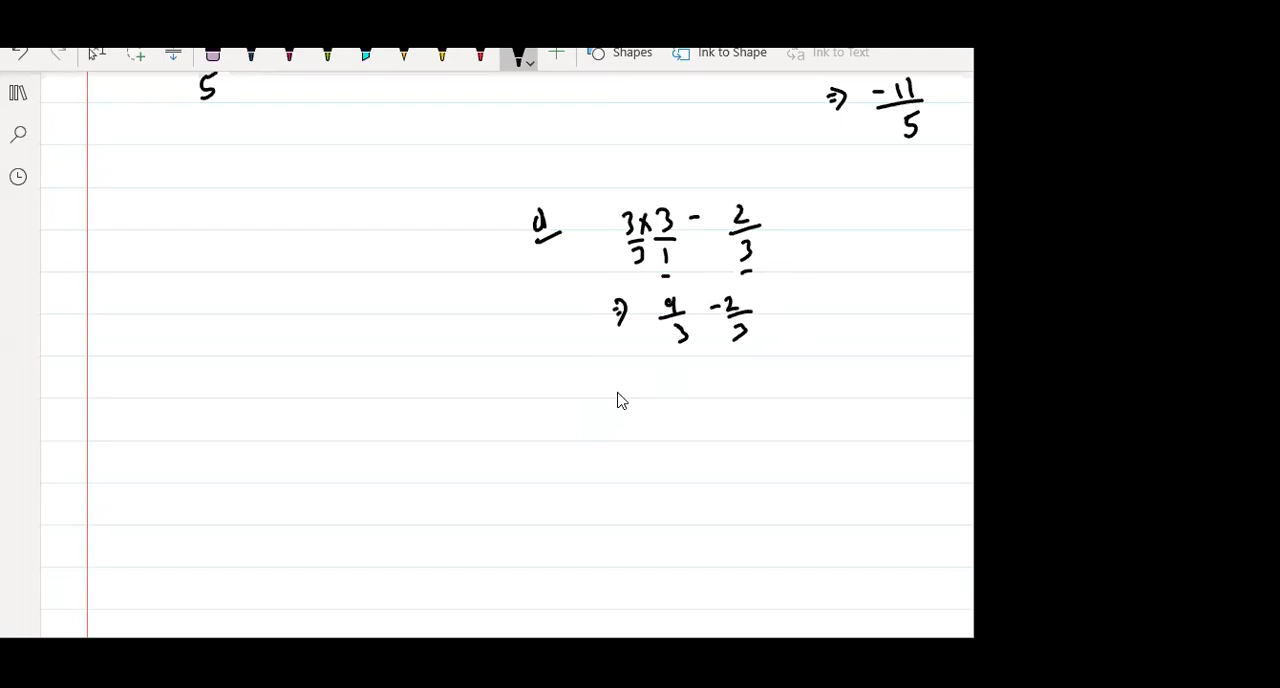 Shapes Ink to Shape Ink to Text
5
⇒ -11/5
d 3/3 × 3/1 - 2/3
⇒ 9/3 - 2/3